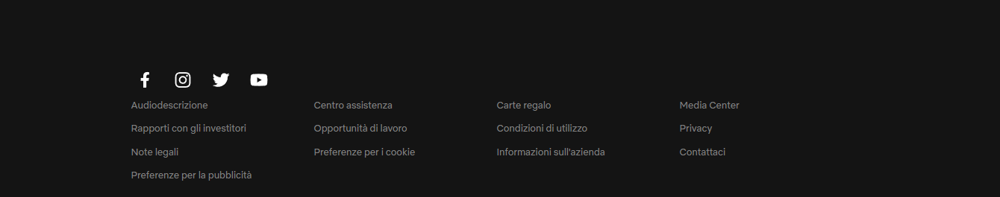 Audiodescrizione
Centro assistenza
Carte regalo
Media Center
Rapporti con gli investitori
Opportunità di lavoro
Condizioni di utilizzo
Privacy
Note legali
Preferenze per i cookie
Informazioni sull'azienda
Contattaci
Preferenze per la pubblicità